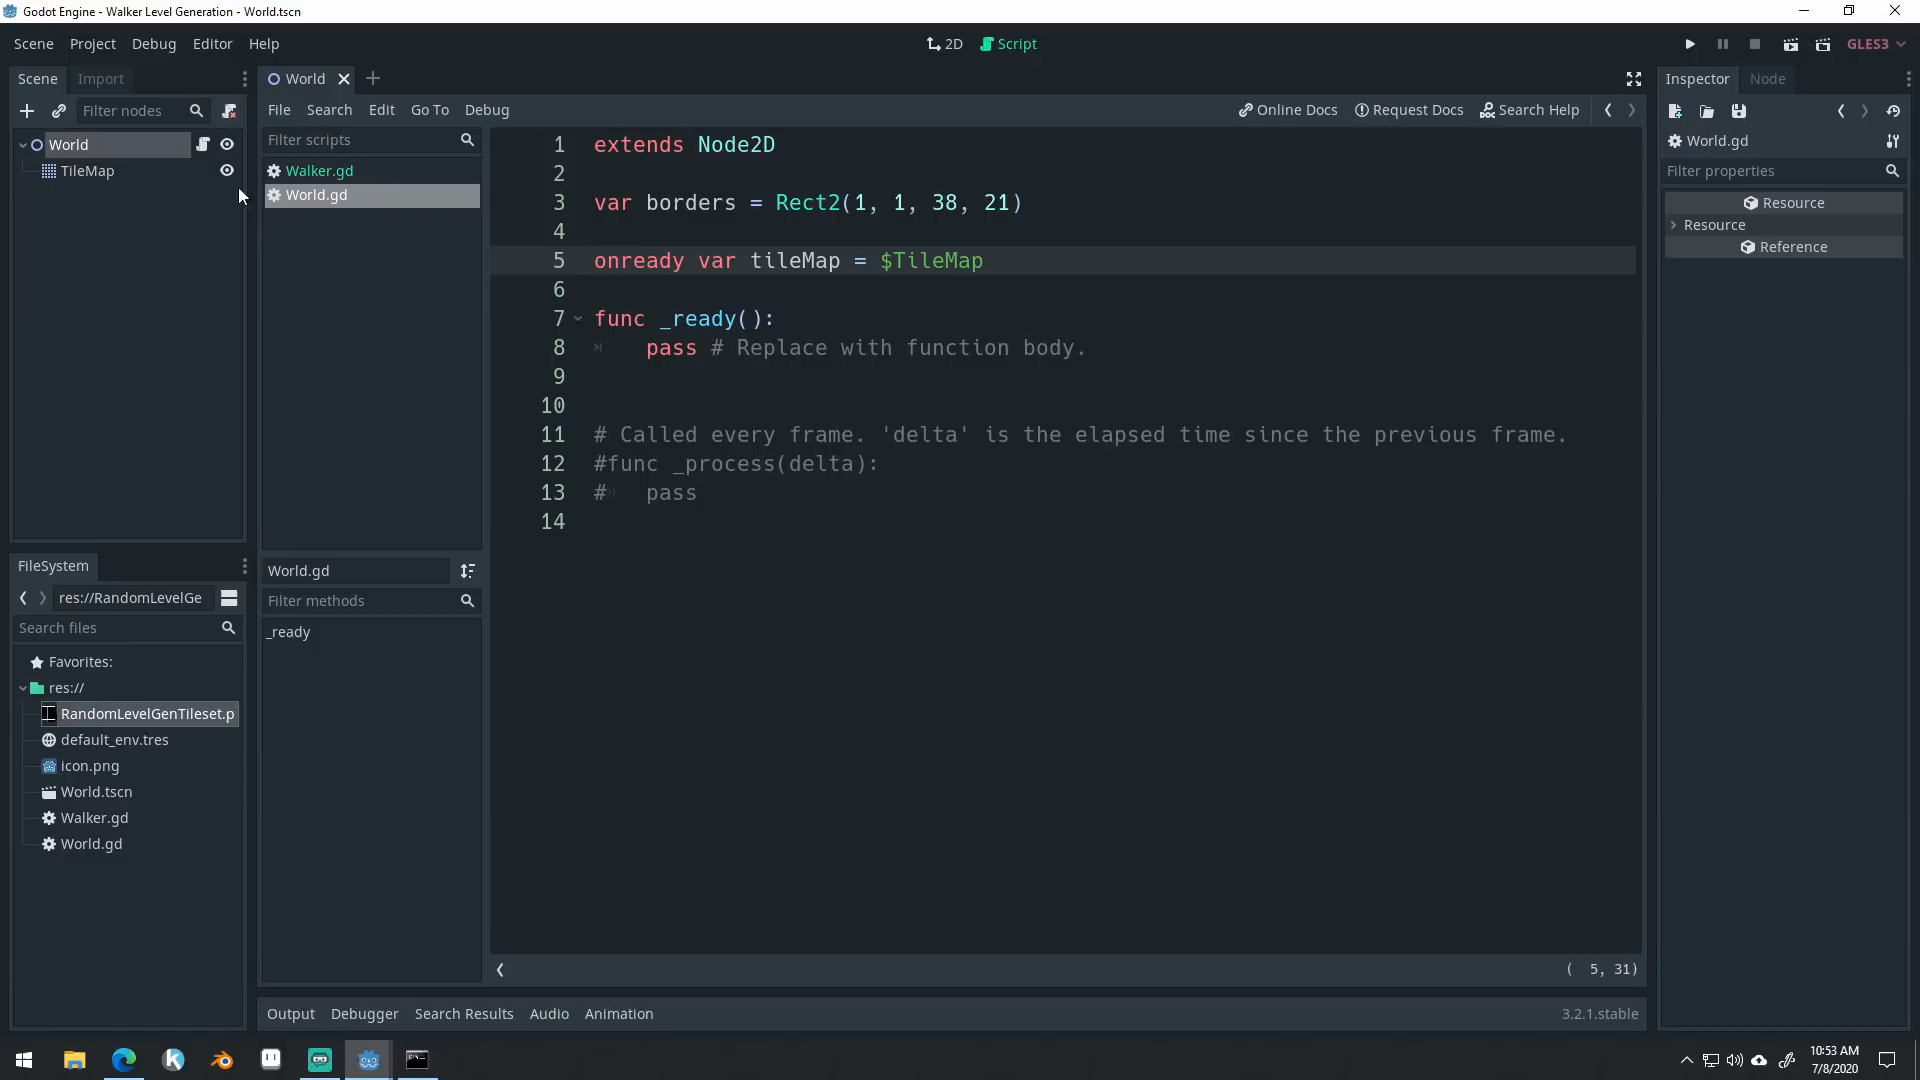 Godot Engine - Walker Level Generation - World.tscn
Scene Project Debug Editor Help
2D Script
GLES3
Scene Import
Filter nodes
World
TileMap
World
File Search Edit Go To Debug
Online Docs Request Docs Search Help
Filter scripts
Walker.gd
World.gd
World.gd
Filter methods
_ready
1 extends Node2D
2
3 var borders = Rect2(1, 1, 38, 21)
4
5 onready var tileMap = $TileMap
6
7 func _ready():
8 pass # Replace with function body.
9
10
11 # Called every frame. 'delta' is the elapsed time since the previous frame.
12 #func _process(delta):
13 # pass
14
( 5, 31)
Output Debugger Search Results Audio Animation
3.2.1.stable
FileSystem
res://RandomLevelGe
Search files
Favorites:
res://
RandomLevelGenTileset.p
default_env.tres
icon.png
World.tscn
Walker.gd
World.gd
Inspector Node
World.gd
Filter properties
Resource
Resource
Reference
10:53 AM
7/8/2020